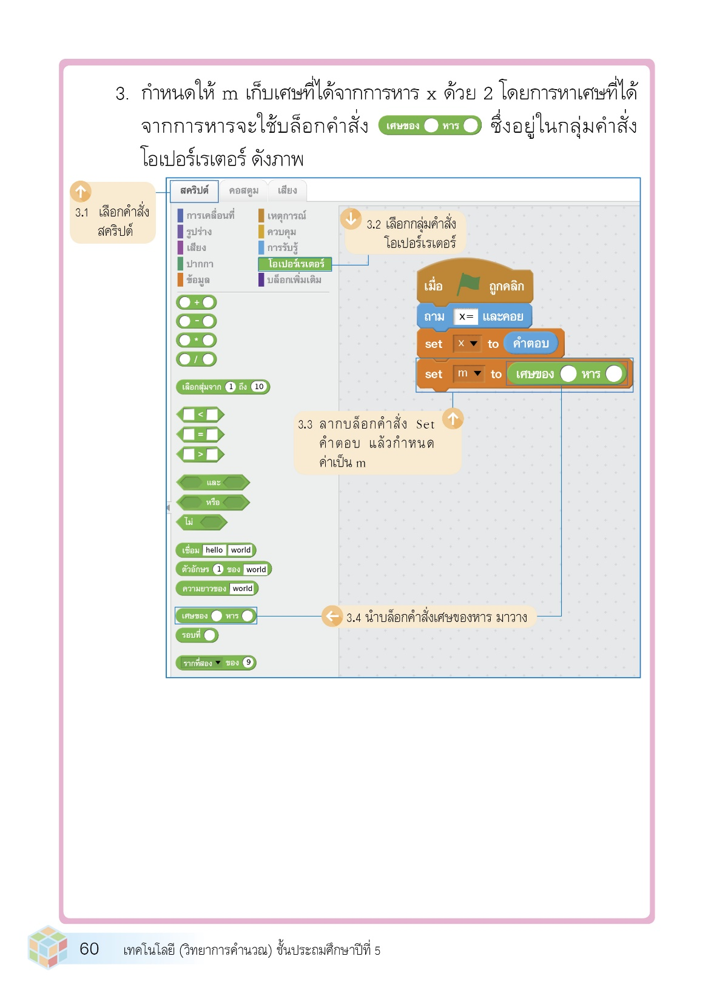 3. กำหนดให้ m เก็บเศษที่ได้จากการหาร x ด้วย 2 โดยการหาเศษที่ได้
จากการหารจะใช้บล็อกคำสั่ง เศษของ หาร ซึ่งอยู่ในกลุ่มคำสั่ง
โอเปอร์เรเตอร์ ดังภาพ
สคริปต์ คอสตูม เสียง
3.1 เลือกคำสั่ง
สคริปต์
การเคลื่อนที่ เหตุการณ์
รูปร่าง ควบคุม
เสียง การรับรู้
ปากกา โอเปอร์เรเตอร์
ข้อมูล บล็อกเพิ่มเติม
3.2 เลือกกลุ่มคำสั่ง
โอเปอร์เรเตอร์
+
-
*
/
เลือกสุ่มจาก 1 ถึง 10
<
=
>
และ
หรือ
ไม่
เชื่อม hello world
ตัวอักษร 1 ของ world
ความยาวของ world
เศษของ หาร
รอบที่
รากที่สอง ของ 9
เมื่อ ถูกคลิก
ถาม x= และคอย
set x to คำตอบ
set m to เศษของ หาร
3.3 ลากบล็อกคำสั่ง Set
คำตอบ แล้วกำหนด
ค่าเป็น m
3.4 นำบล็อกคำสั่งเศษของหาร มาวาง
60 เทคโนโลยี (วิทยาการคำนวณ) ชั้นประถมศึกษาปีที่ 5